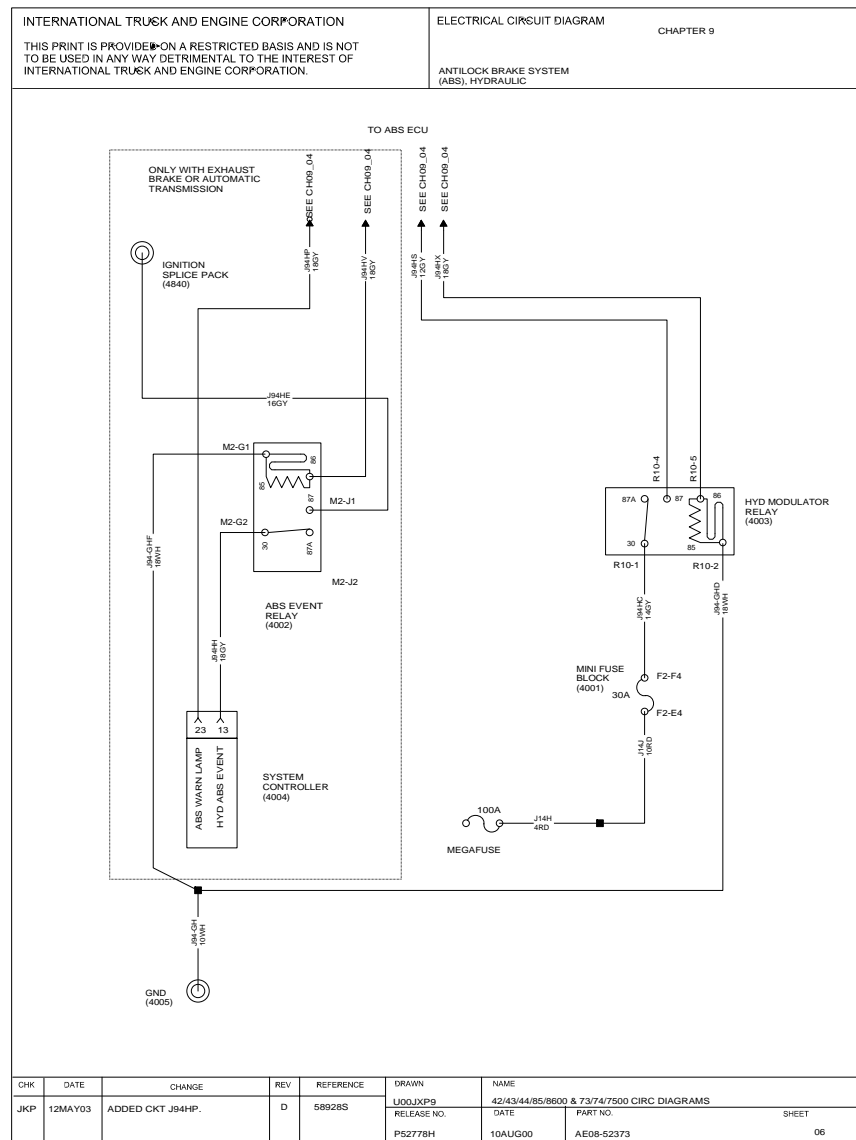 INTERNATIONAL TRUCK AND ENGINE CORPORATION
THIS PRINT IS PROVIDED ON A RESTRICTED BASIS AND IS NOT
TO BE USED IN ANY WAY DETRIMENTAL TO THE INTEREST OF
INTERNATIONAL TRUCK AND ENGINE CORPORATION.
ELECTRICAL CIRCUIT DIAGRAM
CHAPTER 9
ANTILOCK BRAKE SYSTEM
(ABS), HYDRAULIC
TO ABS ECU
ONLY WITH EXHAUST
BRAKE OR AUTOMATIC
TRANSMISSION
SEE CH09_04
SEE CH09_04
SEE CH09_04
SEE CH09_04
J94HP
18GY
J94HV
18GY
J94HS
12GY
J94HX
18GY
IGNITION
SPLICE PACK
(4840)
J94HE
16GY
M2-G1
86
85
87
M2-J1
M2-G2
30
87A
M2-J2
ABS EVENT
RELAY
(4002)
J94-GHF
18WH
J94HH
18GY
R10-4
R10-5
87A
87
86
30
85
HYD MODULATOR
RELAY
(4003)
R10-1
R10-2
J94HC
14GY
J94-GHD
18WH
MINI FUSE
BLOCK
(4001)
30A
F2-F4
F2-E4
J14J
10RD
23
13
ABS WARN LAMP
HYD ABS EVENT
SYSTEM
CONTROLLER
(4004)
100A
J14H
4RD
MEGAFUSE
J94-GH
10WH
GND
(4005)
CHK DATE CHANGE REV REFERENCE DRAWN NAME
JKP 12MAY03 ADDED CKT J94HP. D 58928S U00JXP9 42/43/44/85/8600 & 73/74/7500 CIRC DIAGRAMS
RELEASE NO. DATE PART NO. SHEET
P52778H 10AUG00 AE08-52373 06